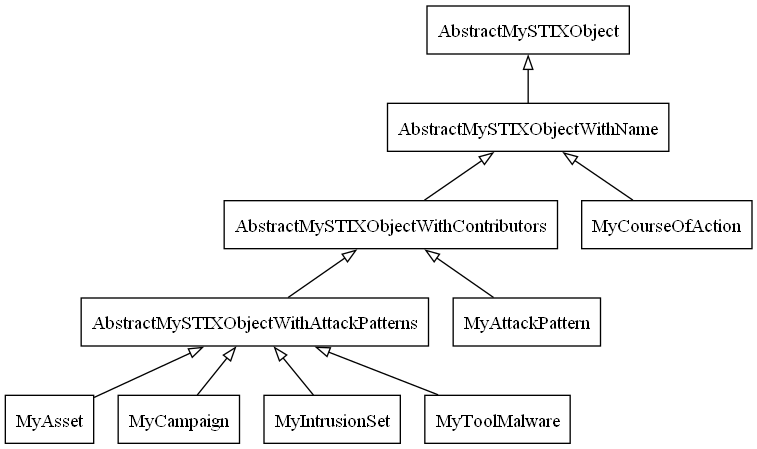 AbstractMySTIXObject
AbstractMySTIXObjectWithName
AbstractMySTIXObjectWithContributors
MyCourseOfAction
AbstractMySTIXObjectWithAttackPatterns
MyAttackPattern
MyAsset
MyCampaign
MyIntrusionSet
MyToolMalware